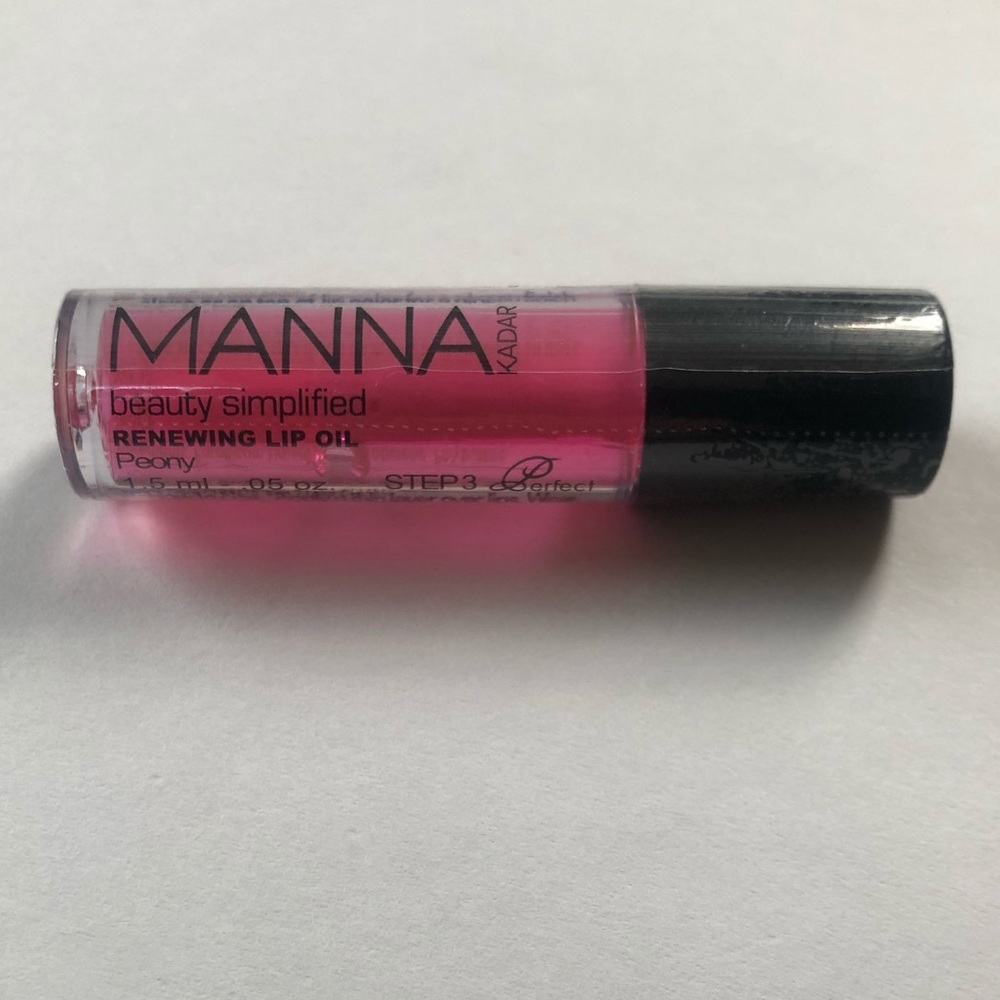 MANNA
KADAR
beauty simplified
RENEWING LIP OIL
Peony
1.5 ml - .05 oz.
STEP 3 Perfect